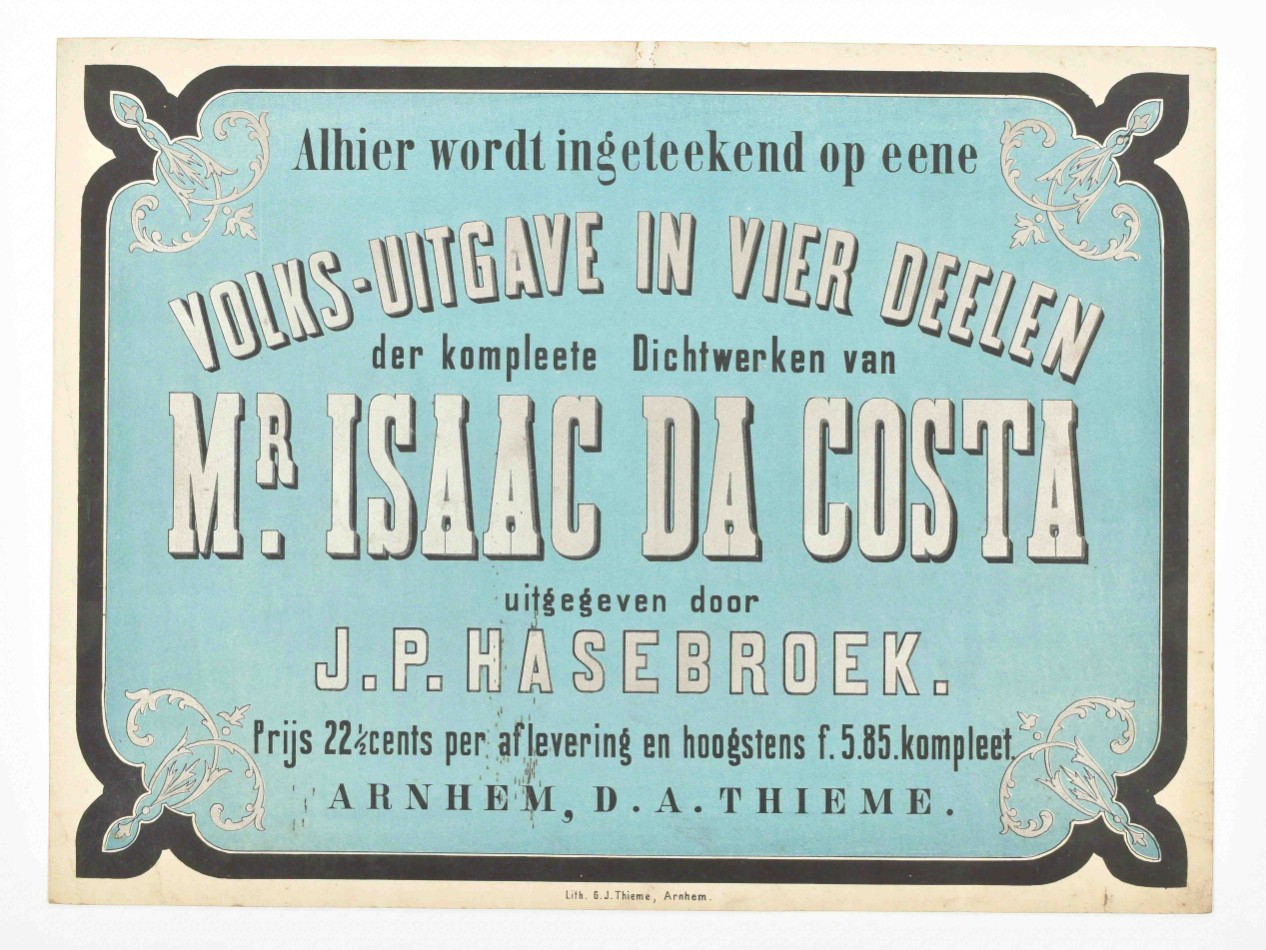 Alhier wordt ingeteekend op eene
VOLKS-UITGAVE IN VIER DEELEN
der kompleete Dichtwerken van
MR. ISAAC DA COSTA
uitgegeven door
J.P. HASEBROEK.
Prijs 22½cents per aflevering en hoogstens f. 5.85. kompleet.
ARNHEM, D. A. THIEME.
Lith. G. J. Thieme, Arnhem.